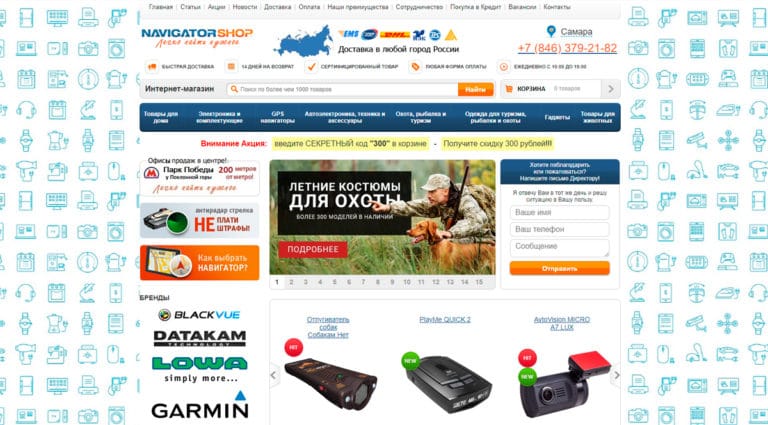 Главная Статьи Акции Новости Доставка Оплата Наши преимущества Сотрудничество Покупка в Кредит Вакансии Контакты
NAVIGATORSHOP
Легко найти нужное
EMS DHL
Доставка в любой город России
Самара
+7 (846) 379-21-82
БЫСТРАЯ ДОСТАВКА 14 ДНЕЙ НА ВОЗВРАТ СЕРТИФИЦИРОВАННЫЙ ТОВАР ЛЮБАЯ ФОРМА ОПЛАТЫ ЕЖЕДНЕВНО С 10:00 ДО 19:00
Интернет-магазин Поиск по более чем 1000 товаров Найти КОРЗИНА 0 товаров
Товары для дома
Электроника и комплектующие
GPS навигаторы
Автоэлектроника, техника и аксессуары
Охота, рыбалка и туризм
Одежда для туризма, рыбалки и охоты
Гаджеты
Товары для животных
Внимание Акция: введите СЕКРЕТНЫЙ код "300" в корзине - Получите скидку 300 рублей!!!
Офисы продаж в центре!
Парк Победы
у Поклонной горы
200 метров от метро!
Легко найти нужное
антирадар стрелка
НЕ ПЛАТИ ШТРАФЫ!
Как выбрать
НАВИГАТОР?
ЛЕТНИЕ КОСТЮМЫ
ДЛЯ ОХОТЫ
БОЛЕЕ 300 МОДЕЛЕЙ В НАЛИЧИИ
ПОДРОБНЕЕ
1 2 3 4 5 6 7 8 9 10 11 12 13 14 15
Хотите поблагодарить
или пожаловаться?
Напишите письмо Директору!
Я отвечу Вам в тот же день и решу
ситуацию в Вашу пользу.
Ваше имя
Ваш телефон
Сообщение
Отправить
БРЕНДЫ
BLACKVUE
DATAKAM
TECHNOLOGY
LOWA
simply more...
GARMIN
Отпугиватель
собак
Собакам.Нет
HIT
PlayMe QUICK 2
NEW
AvtoVision MICRO
A7 LUX
HIT
NEW